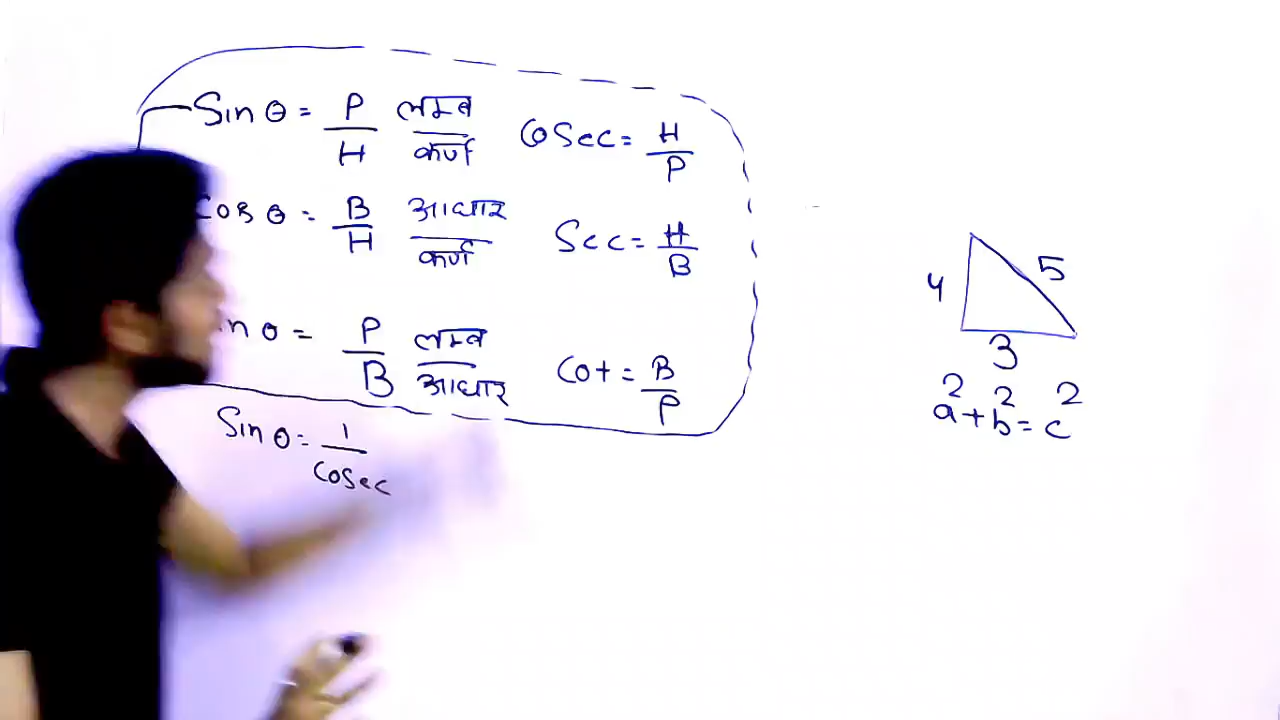 Sin θ = P/H लम्ब/कर्ण Cosec = H/P
Cos θ = B/H आधार/कर्ण Sec = H/B
θ = P/B लम्ब/आधार Cot = B/P
Sin θ = 1/Cosec
4
5
3
a² + b² = c²